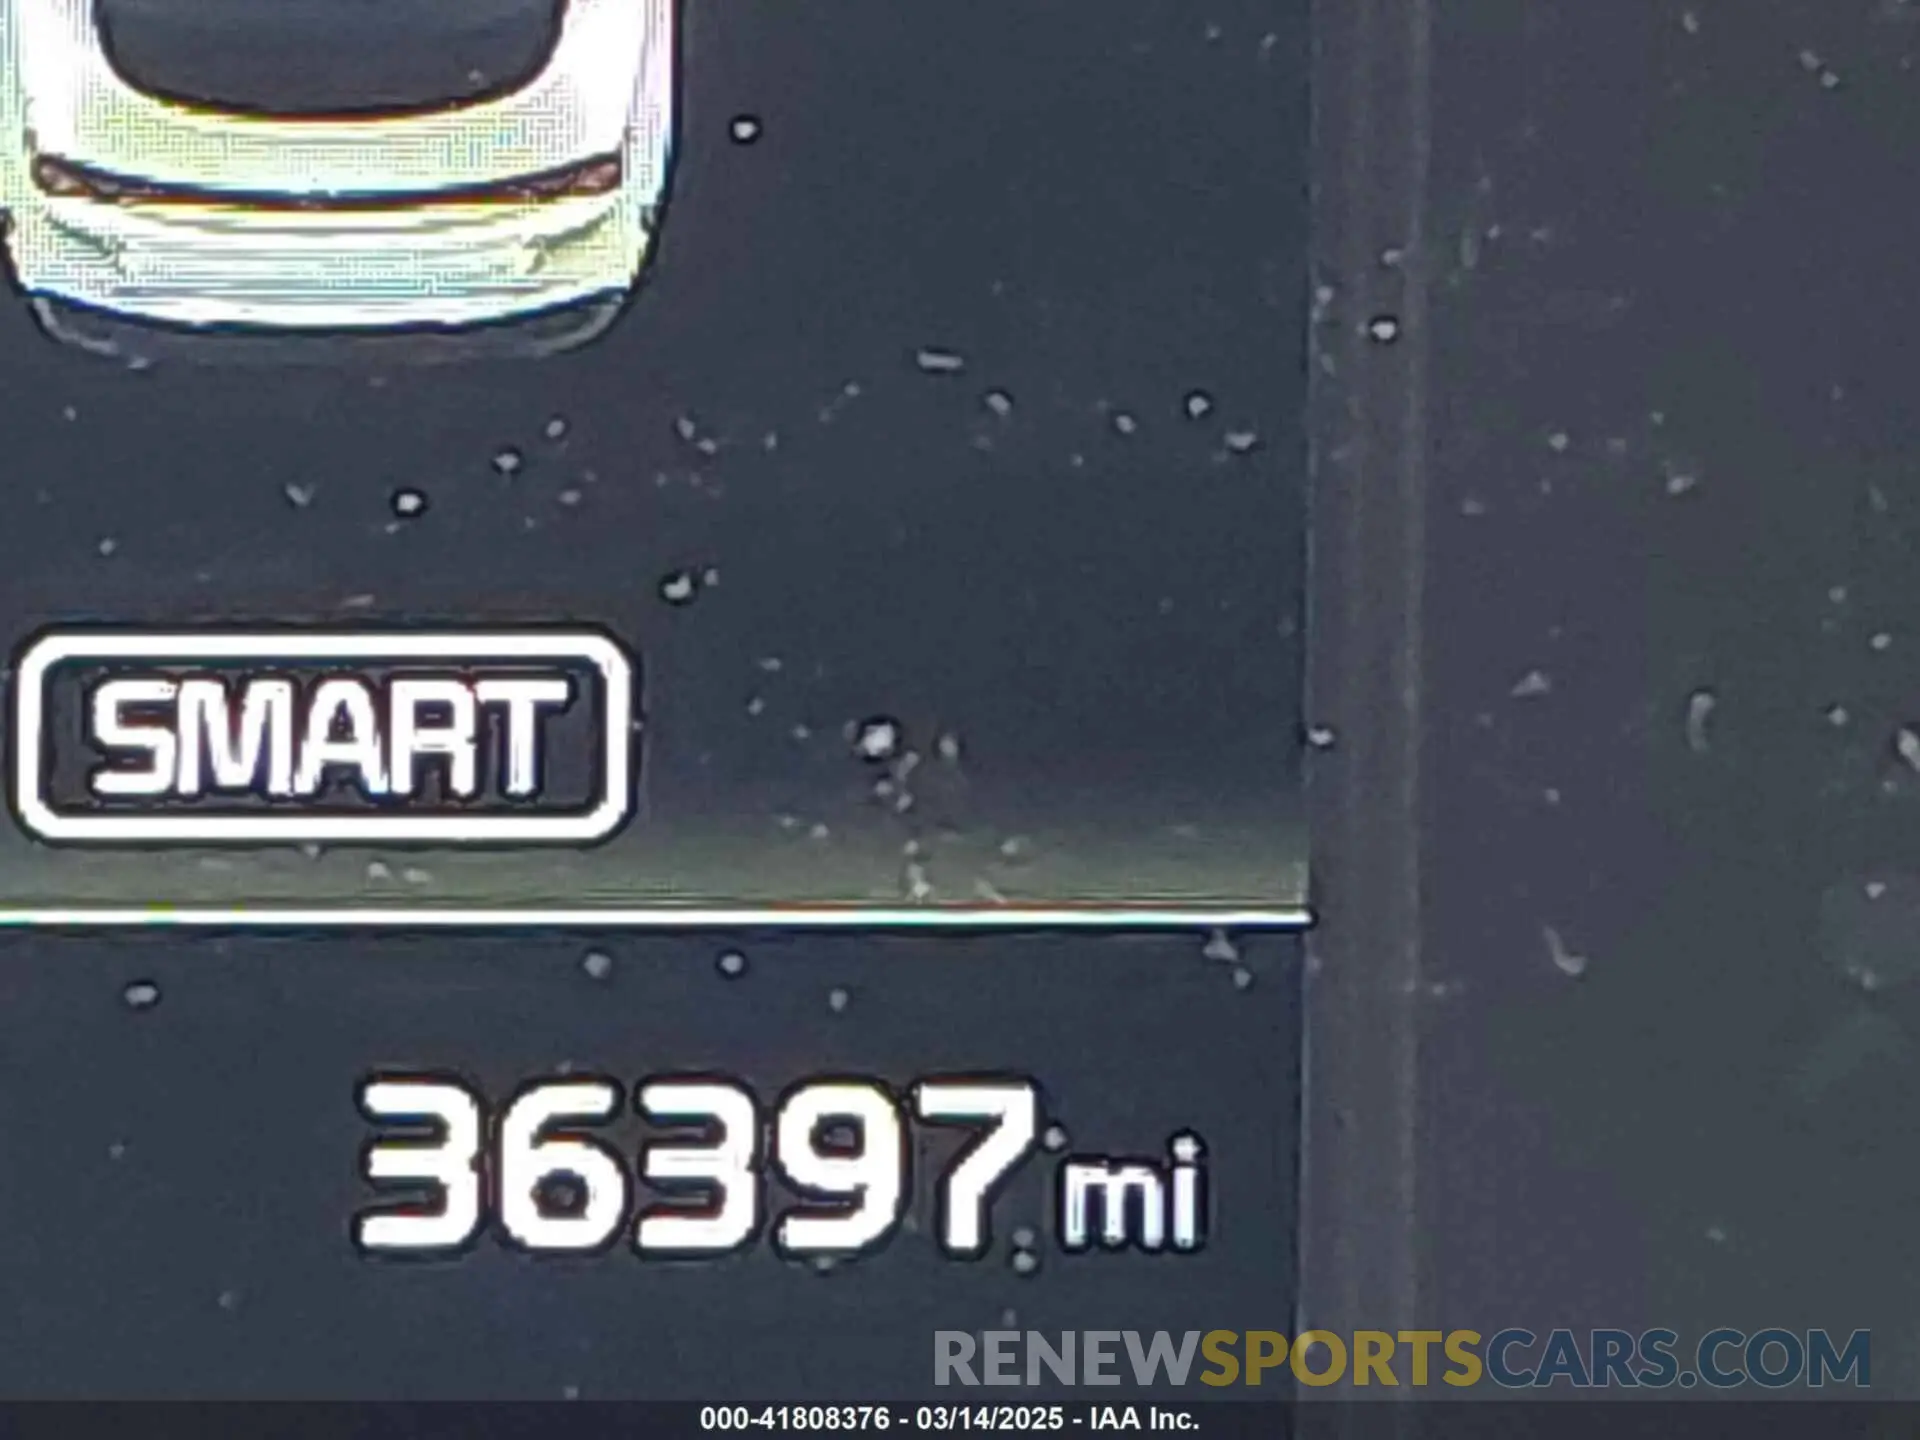 SMART
36397 mi
RENEWSPORTSCARS.COM
000-41808376 - 03/14/2025 - IAA Inc.